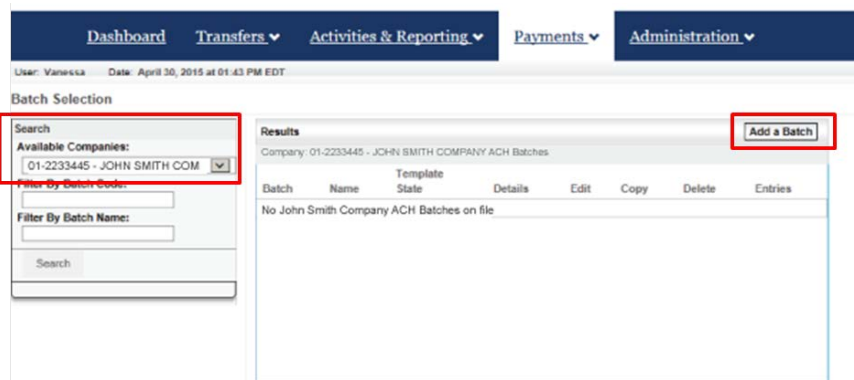 Dashboard Transfers Activities & Reporting Payments Administration
User: Vanessa Date: April 30, 2015 at 01:43 PM EDT
Batch Selection
Search
Available Companies:
01-2233445 - JOHN SMITH COM
Filter By Batch Code:
Filter By Batch Name:
Search
Results Add a Batch
Company: 01-2233445 - JOHN SMITH COMPANY ACH Batches
Template
Batch Name State Details Edit Copy Delete Entries
No John Smith Company ACH Batches on file